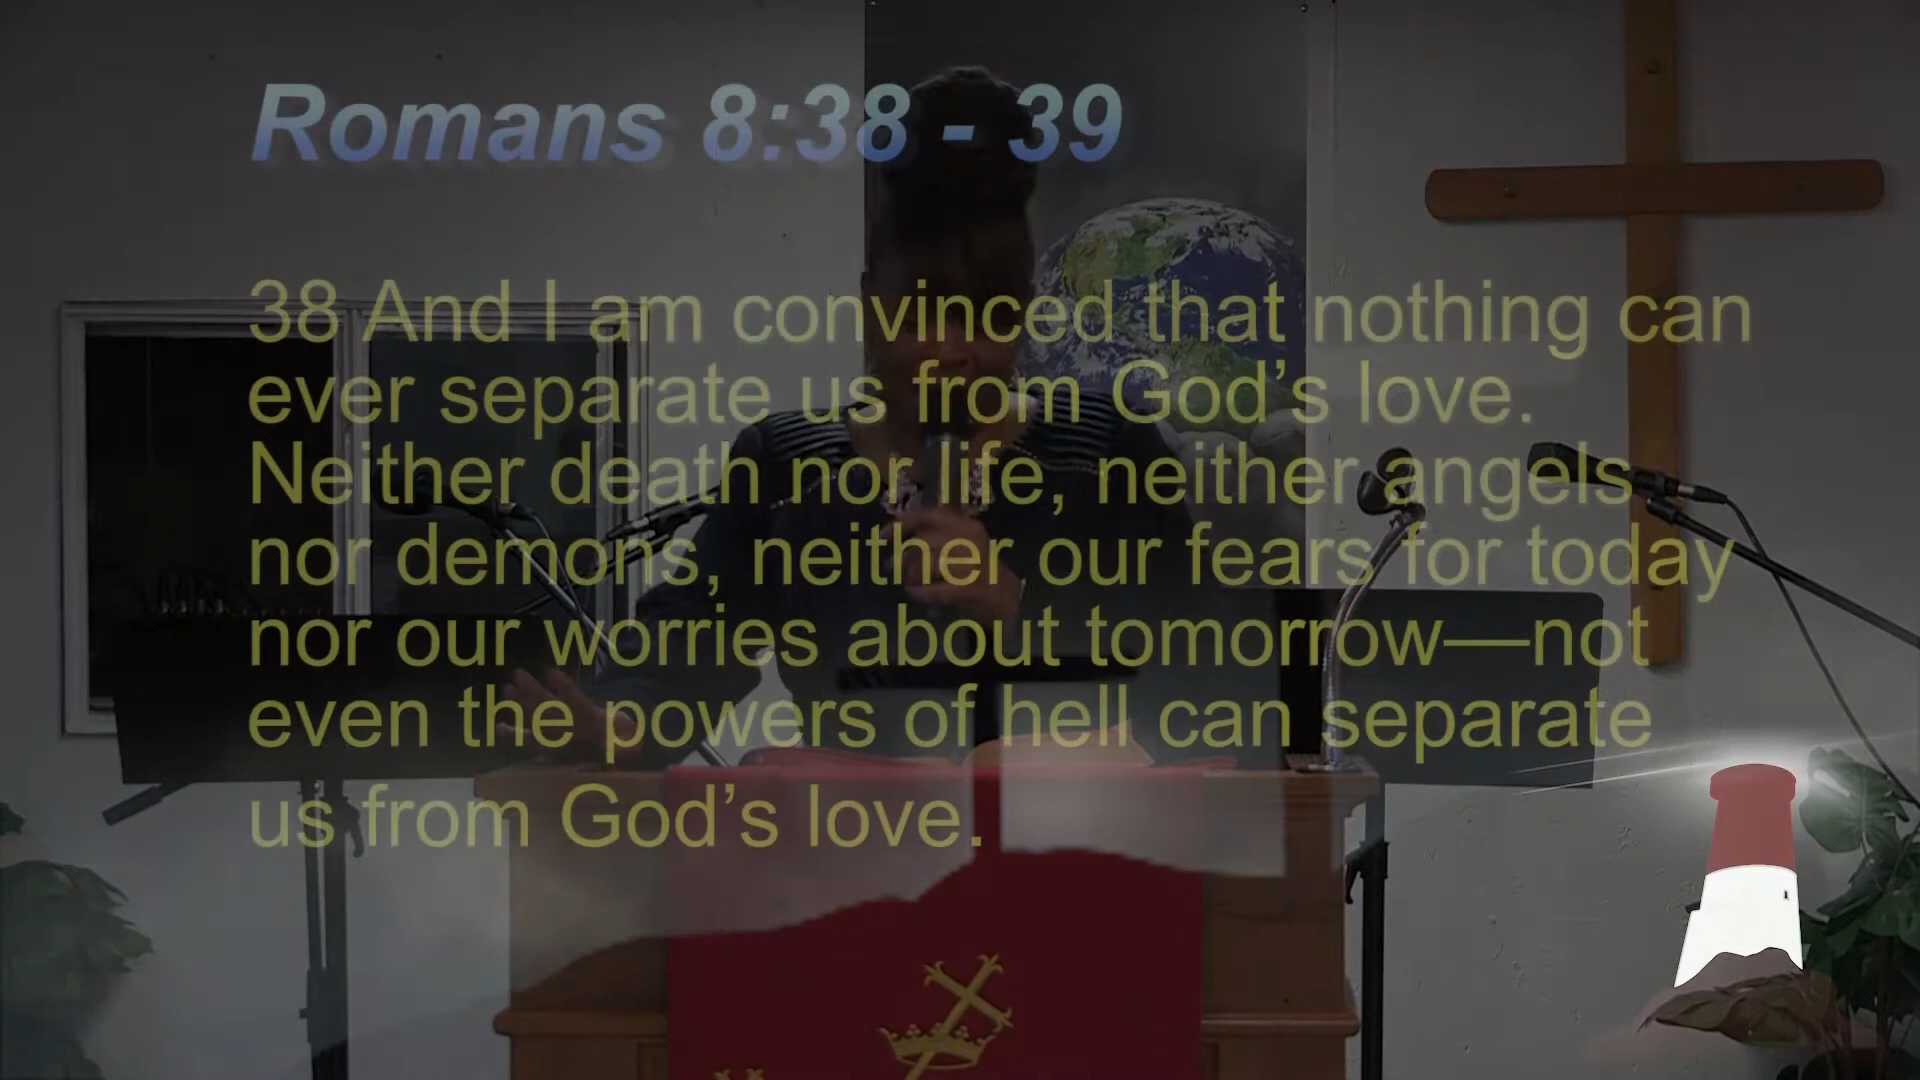 Romans 8:38 - 39
38 And I am convinced that nothing can
ever separate us from God’s love.
Neither death nor life, neither angels
nor demons, neither our fears for today
nor our worries about tomorrow—not
even the powers of hell can separate
us from God’s love.